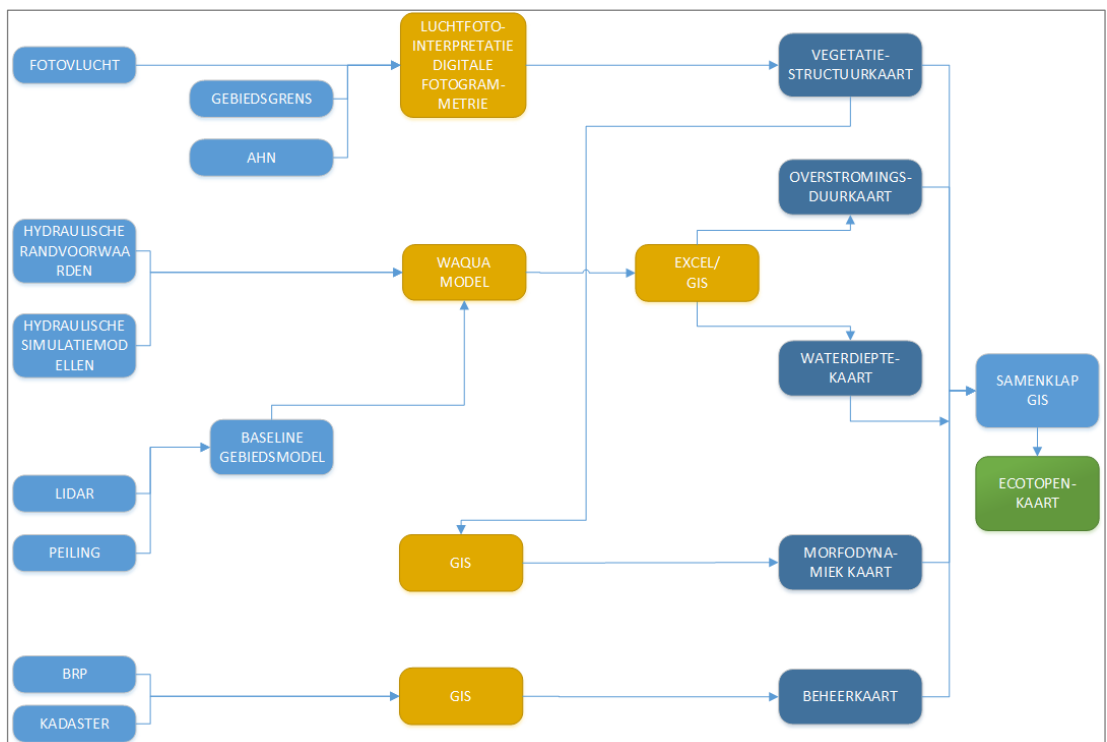 FOTOVLUCHT
GEBIEDSGRENS
AHN
LUCHTFOTO-
INTERPRETATIE
DIGITALE
FOTOGRAM-
METRIE
VEGETATIE-
STRUCTUURKAART
OVERSTROMINGS-
DUURKAART
HYDRAULISCHE
RANDVOORWAA
RDEN
HYDRAULISCHE
SIMULATIEMOD
ELLEN
WAQUA
MODEL
EXCEL/
GIS
WATERDIEPTE-
KAART
SAMENKLAP
GIS
ECOTOPEN-
KAART
BASELINE
GEBIEDSMODEL
LIDAR
PEILING
GIS
MORFODYNA-
MIEK KAART
BRP
KADASTER
GIS
BEHEERKAART